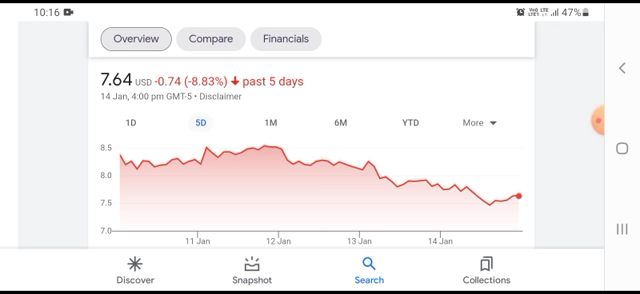 10:16
47%
Overview
Compare
Financials
7.64 USD -0.74 (-8.83%) past 5 days
14 Jan, 4:00 pm GMT-5 • Disclaimer
1D
5D
1M
6M
YTD
More
8.5
8.0
7.5
7.0
11 Jan
12 Jan
13 Jan
14 Jan
Discover
Snapshot
Search
Collections